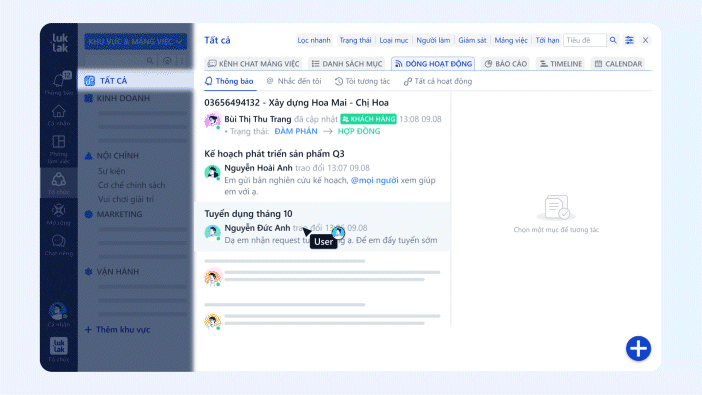 luk
lak
KHU VỰC & MẢNG VIỆC
12
Thông báo
Cá nhân
Phòng
làm việc
Tổ chức
Mở rộng
Chat riêng
Cá nhân
luk
lak
Tổ chức
TẤT CẢ
KINH DOANH
NỘI CHÍNH
Sự kiện
Cơ chế chính sách
Vui chơi giải trí
MARKETING
VẬN HÀNH
+ Thêm khu vực
Tất cả
Lọc nhanh Trạng thái Loại mục Người làm Giám sát Mảng việc Tới hạn Tiêu đề
KÊNH CHAT MẢNG VIỆC DANH SÁCH MỤC DÒNG HOẠT ĐỘNG BÁO CÁO TIMELINE CALENDAR
Thông báo Nhắc đến tôi Tôi tương tác Tất cả hoạt động
03656494132 - Xây dựng Hoa Mai - Chị Hoa
Bùi Thị Thu Trang đã cập nhật KHÁCH HÀNG 13:08 09.08
• Trạng thái: ĐÀM PHÁN → HỢP ĐỒNG
Kế hoạch phát triển sản phẩm Q3
Nguyễn Hoài Anh trao đổi 13:07 09.08
Em gửi bản nghiên cứu kế hoạch, @mọi người xem giúp
em với ạ.
Tuyển dụng tháng 10
Nguyễn Đức Anh trao đổi 09.08
Dạ em nhận request ạ. Để em đẩy tuyển sớm
User
Chọn một mục để tương tác